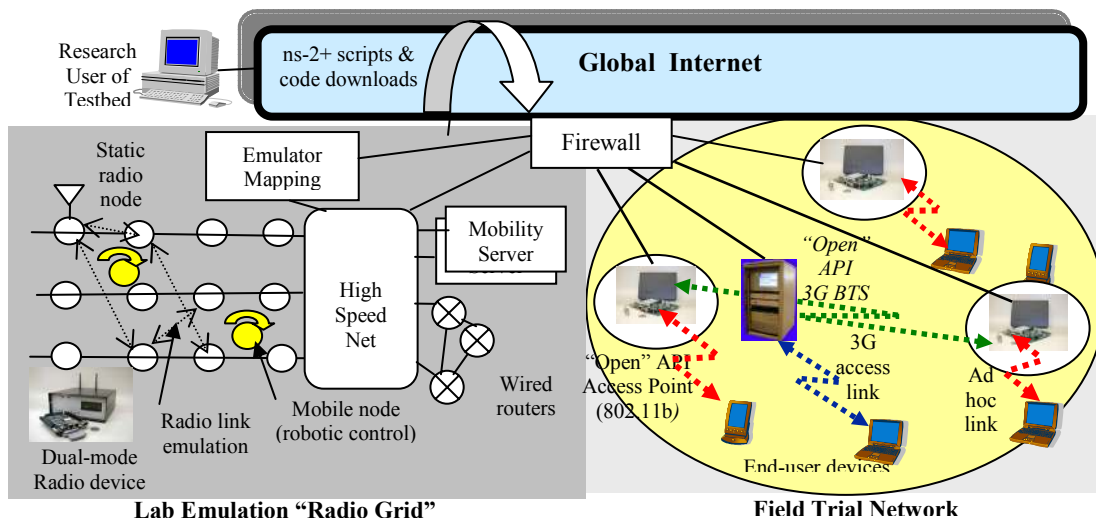 Research
User of
Testbed
ns-2+ scripts &
code downloads
Global Internet
Firewall
Static
radio
node
Emulator
Mapping
Mobility
Server
High
Speed
Net
Wired
routers
Radio link
emulation
Mobile node
(robotic control)
Dual-mode
Radio device
Lab Emulation “Radio Grid”
“Open”
API
3G BTS
3G
access
link
“Open” API
Access Point
(802.11b)
Ad
hoc
link
End-user devices
Field Trial Network